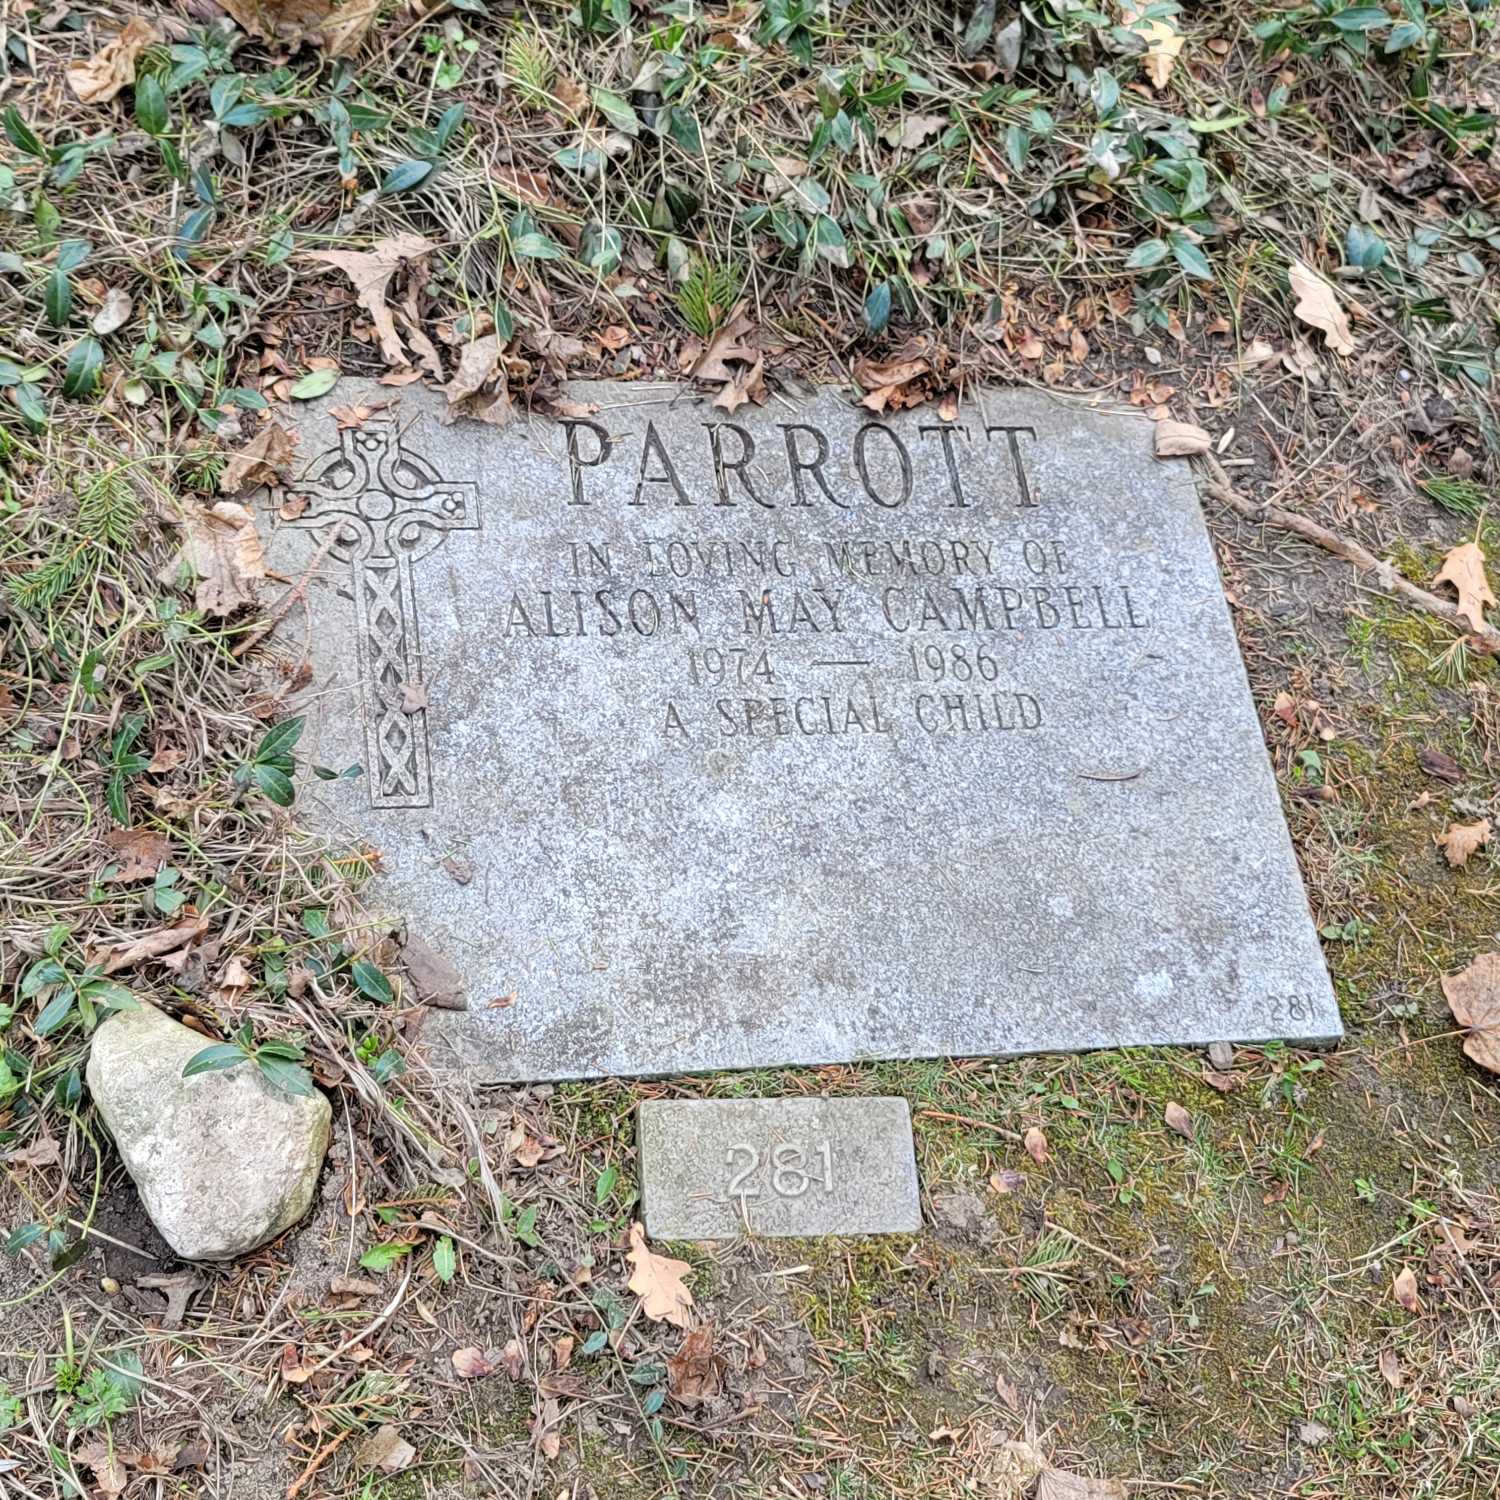 PARROTT
IN LOVING MEMORY OF
ALISON MAY CAMPBELL
1974 — 1986
A SPECIAL CHILD
281
281